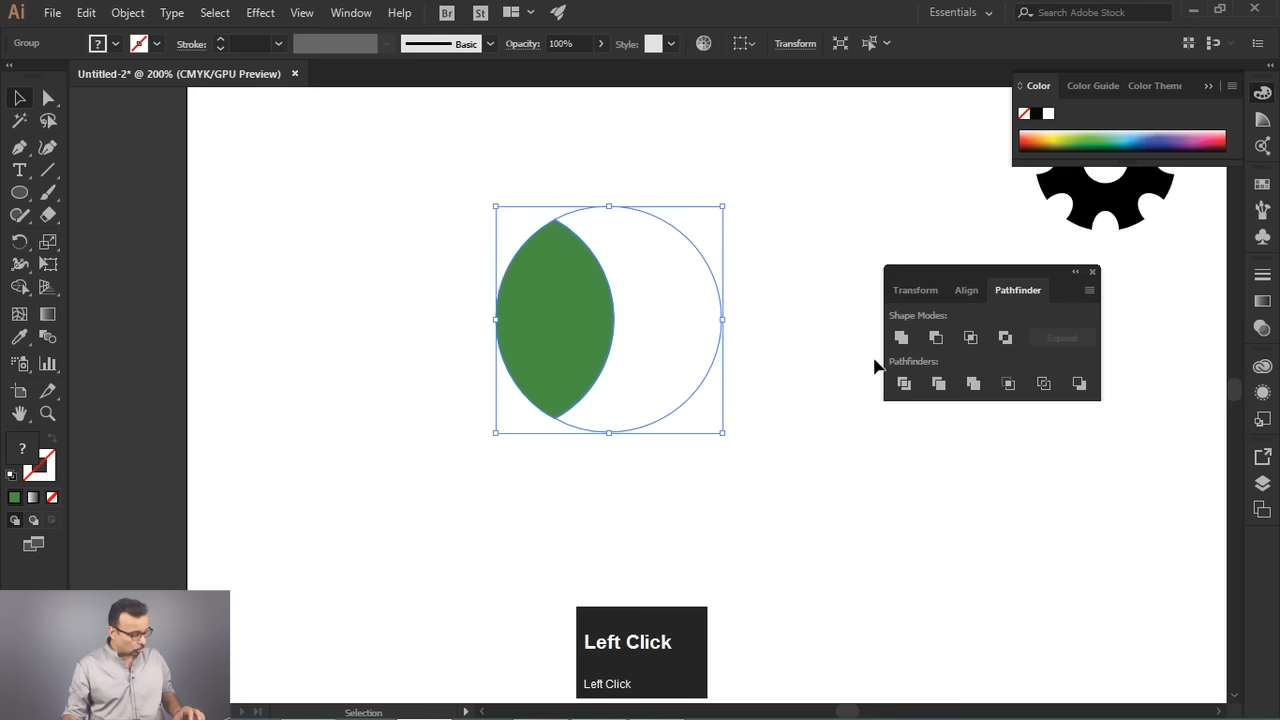 Ai File Edit Object Type Select Effect View Window Help Br St Essentials Search Adobe Stock
Group ? Stroke: Basic Opacity: 100% Style: Transform
Untitled-2* @ 200% (CMYK/GPU Preview)
Color Color Guide Color Theme
Transform Align Pathfinder
Shape Modes:
Expand
Pathfinders:
?
Left Click
Left Click
Selection